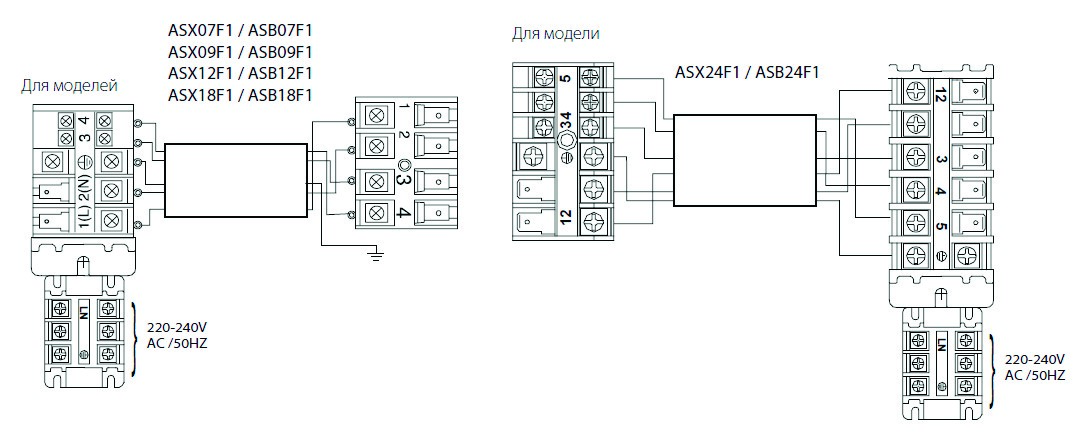 Для моделей
ASX07F1 / ASB07F1
ASX09F1 / ASB09F1
ASX12F1 / ASB12F1
ASX18F1 / ASB18F1
1(L) 2(N) 3 4
1
2
3
4
LN
220-240V
AC /50HZ
Для модели
ASX24F1 / ASB24F1
5
34
12
12
3
4
5
LN
220-240V
AC /50HZ